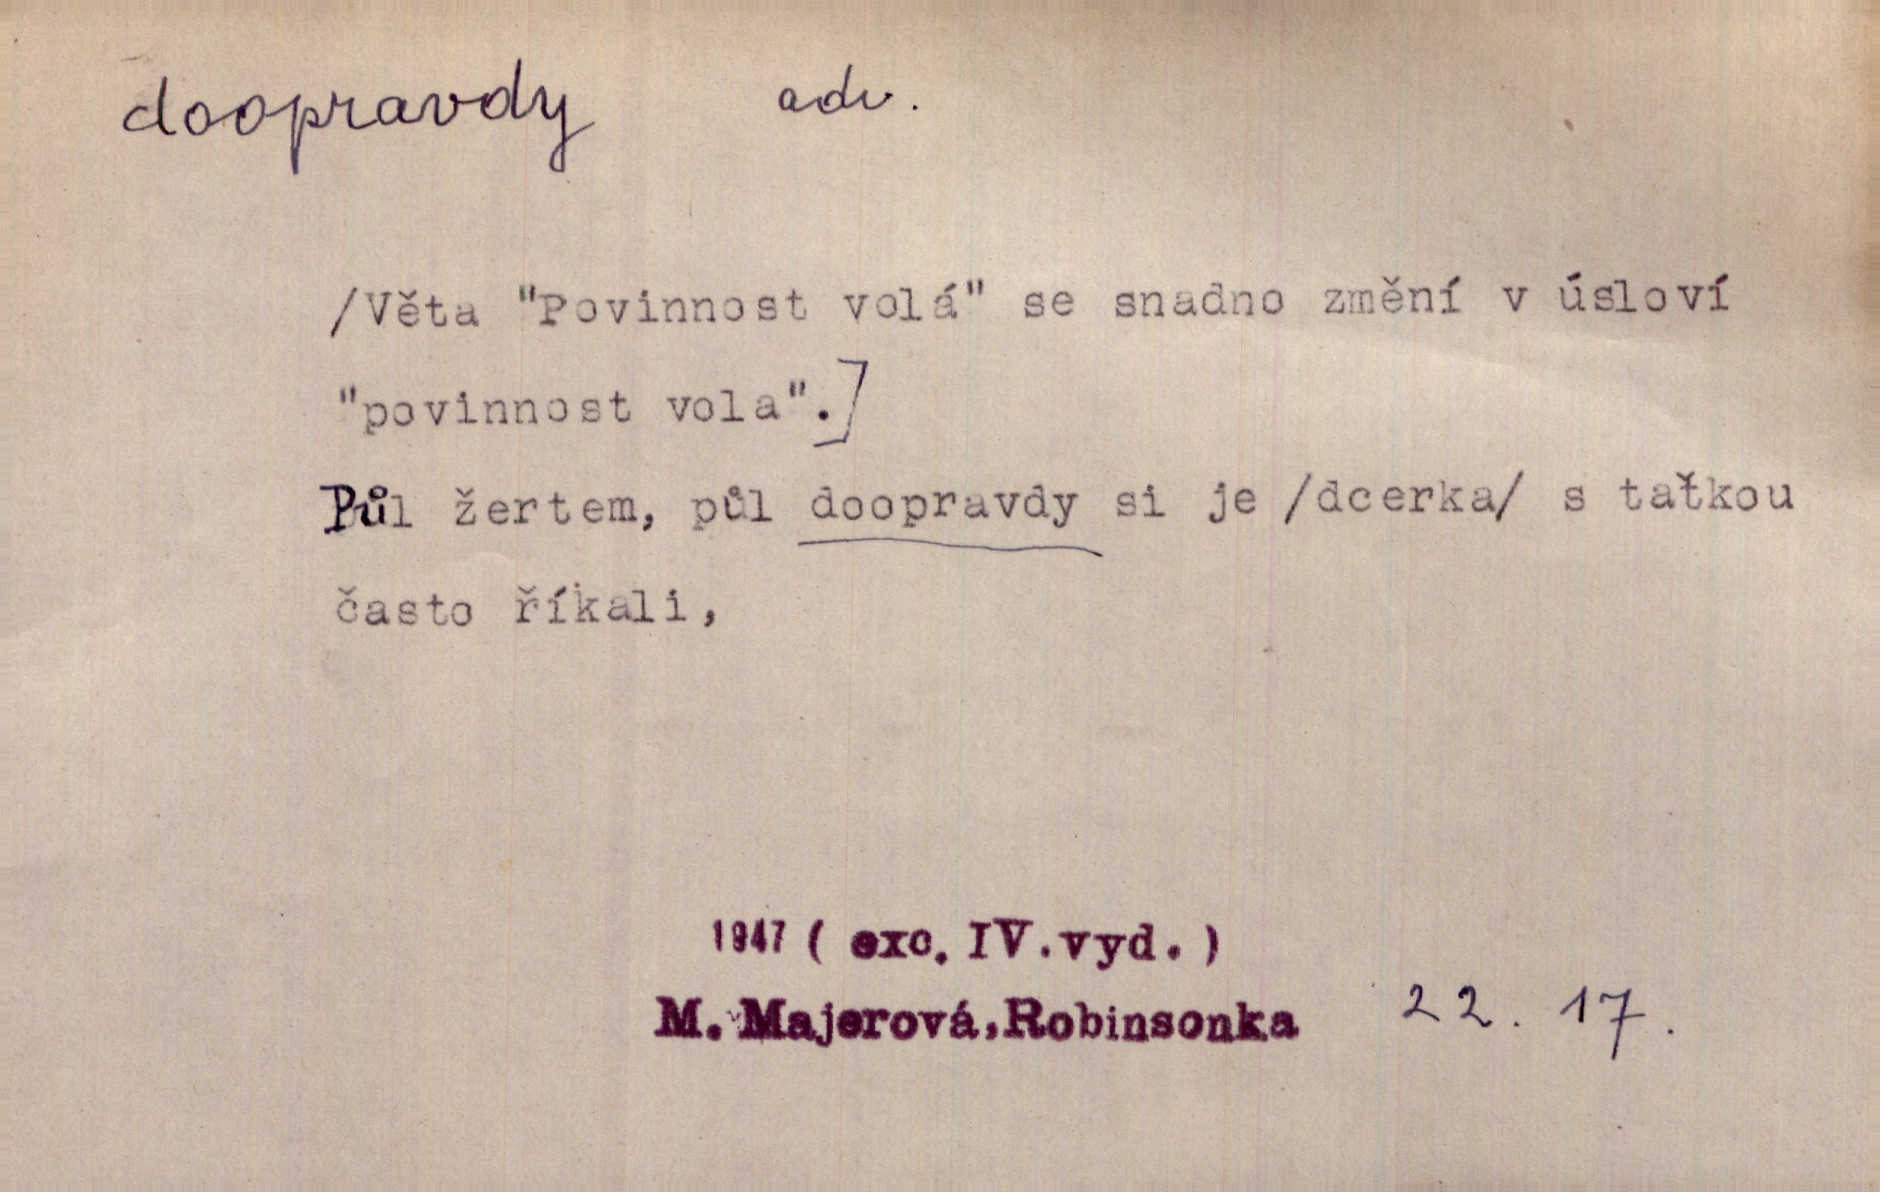 doopravdy adv.
/Věta "Povinnost volá" se snadno změní v úsloví
"povinnost vola".]
Půl žertem, půl doopravdy si je /dcerka/ s taťkou
často říkali,
1947 ( exc. IV. vyd. )
M. Majerová, Robinsonka 22. 17.